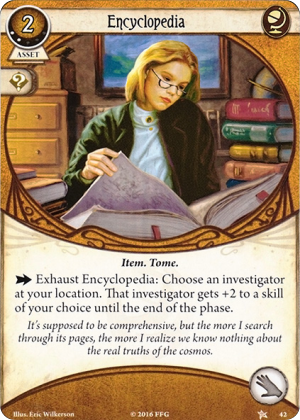 Encyclopedia
2
ASSET
?
Item. Tome.
Exhaust Encyclopedia: Choose an investigator
at your location. That investigator gets +2 to a skill
of your choice until the end of the phase.
It's supposed to be comprehensive, but the more I search
through its pages, the more I realize we know nothing about
the real truths of the cosmos.
Illus. Eric Wilkerson
© 2016 FFG
42